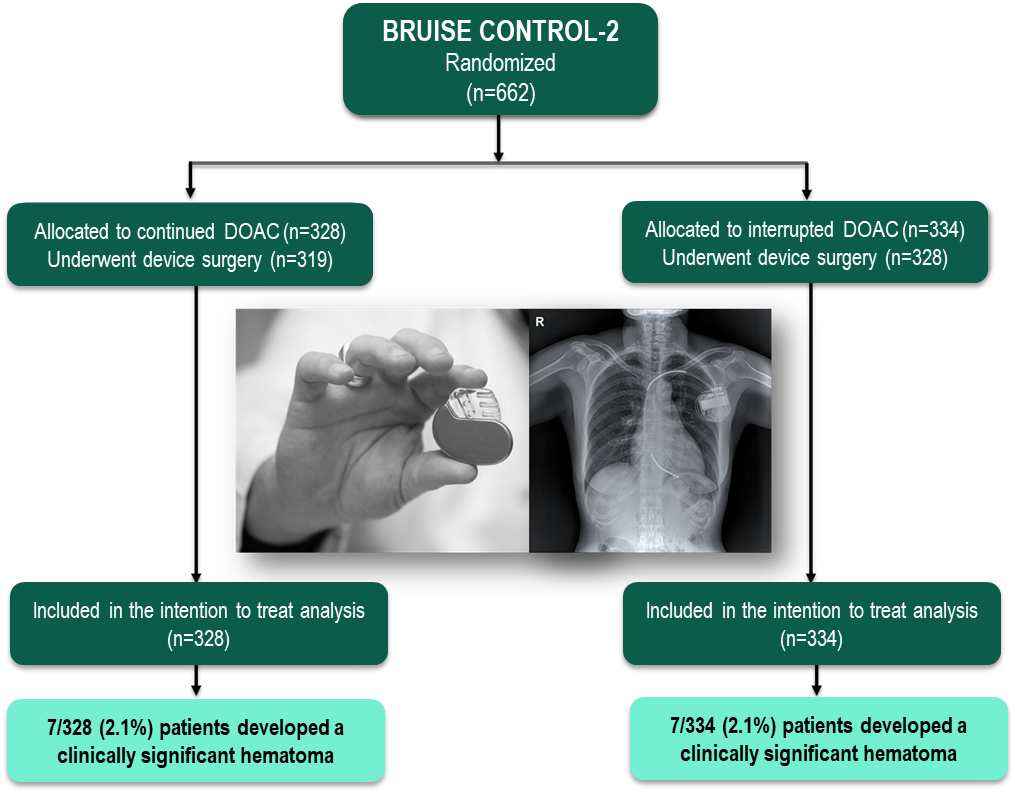 BRUISE CONTROL-2
Randomized
(n=662)
Allocated to continued DOAC (n=328)
Underwent device surgery (n=319)
Allocated to interrupted DOAC (n=334)
Underwent device surgery (n=328)
R
Included in the intention to treat analysis
(n=328)
Included in the intention to treat analysis
(n=334)
7/328 (2.1%) patients developed a
clinically significant hematoma
7/334 (2.1%) patients developed a
clinically significant hematoma